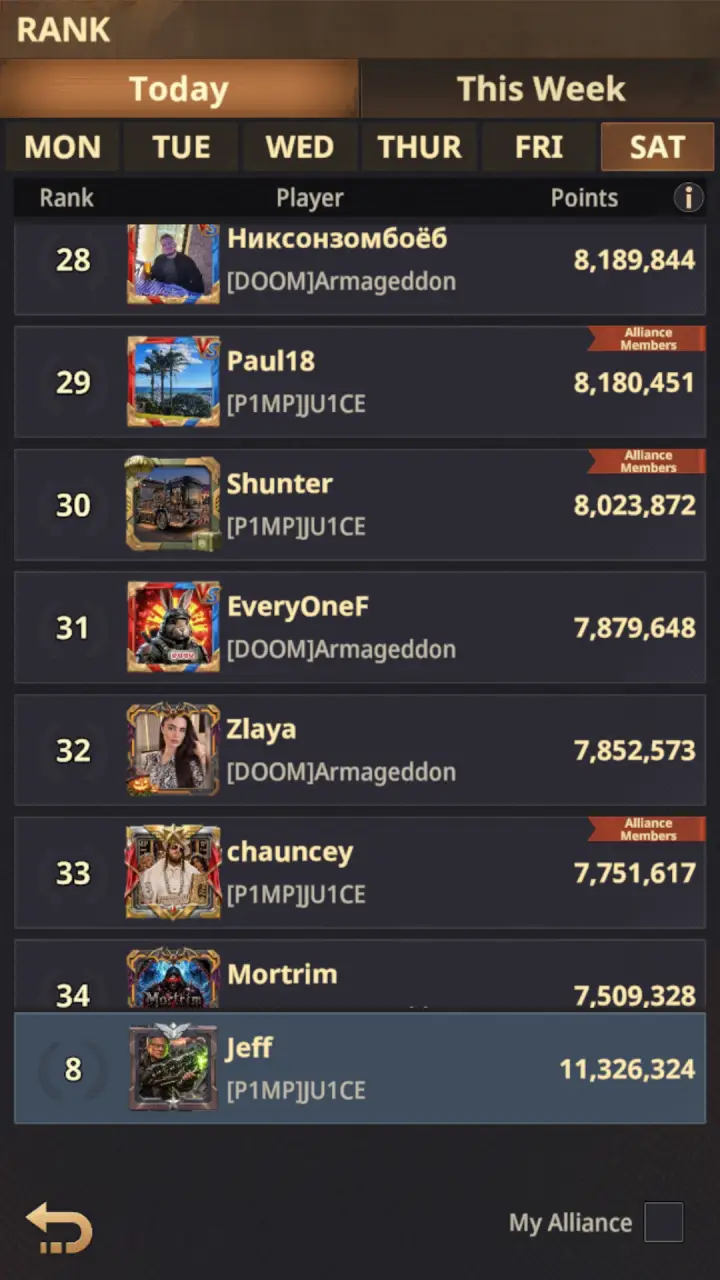 RANK
Today
This Week
MON
TUE
WED
THUR
FRI
SAT
Rank
Player
Points
28
Никсонзомбоёб
[DOOM]Armageddon
8,189,844
29
Paul18
[P1MP]JU1CE
Alliance
Members
8,180,451
30
Shunter
[P1MP]JU1CE
Alliance
Members
8,023,872
31
EveryOneF
[DOOM]Armageddon
7,879,648
32
Zlaya
[DOOM]Armageddon
7,852,573
33
chauncey
[P1MP]JU1CE
Alliance
Members
7,751,617
34
Mortrim
Mortrim
7,509,328
8
Jeff
[P1MP]JU1CE
11,326,324
My Alliance